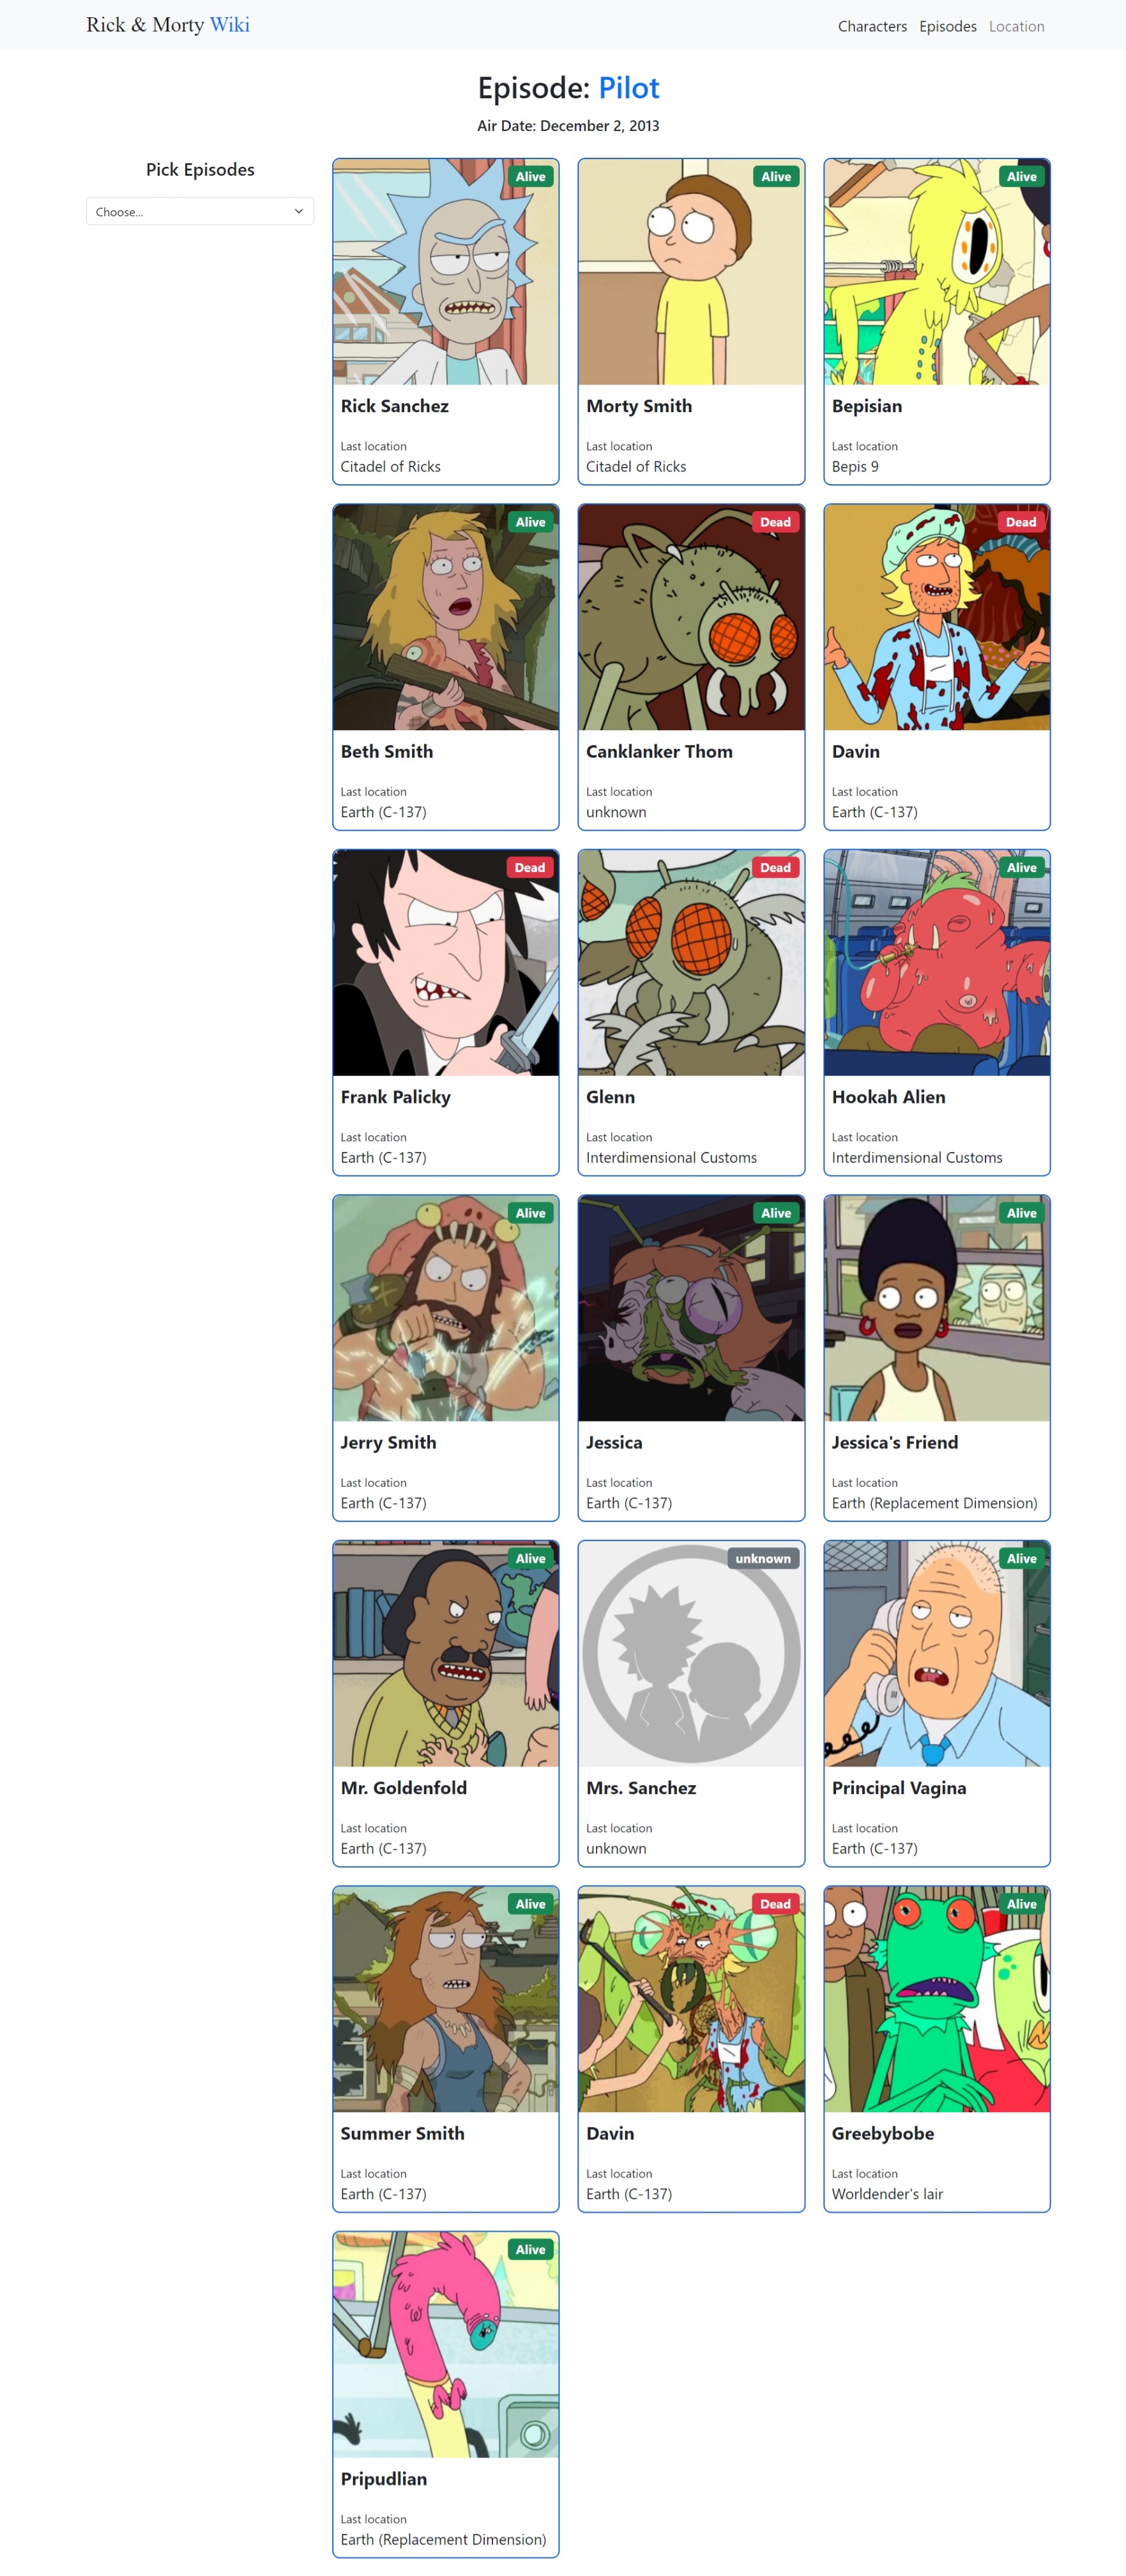 Rick & Morty Wiki
Characters Episodes Location
Episode: Pilot
Air Date: December 2, 2013
Pick Episodes
Choose...
Alive
Rick Sanchez
Last location
Citadel of Ricks
Alive
Morty Smith
Last location
Citadel of Ricks
Alive
Bepisian
Last location
Bepis 9
Alive
Beth Smith
Last location
Earth (C-137)
Dead
Canklanker Thom
Last location
unknown
Dead
Davin
Last location
Earth (C-137)
Dead
Frank Palicky
Last location
Earth (C-137)
Dead
Glenn
Last location
Interdimensional Customs
Alive
Hookah Alien
Last location
Interdimensional Customs
Alive
Jerry Smith
Last location
Earth (C-137)
Alive
Jessica
Last location
Earth (C-137)
Alive
Jessica's Friend
Last location
Earth (Replacement Dimension)
Alive
Mr. Goldenfold
Last location
Earth (C-137)
unknown
Mrs. Sanchez
Last location
unknown
Alive
Principal Vagina
Last location
Earth (C-137)
Alive
Summer Smith
Last location
Earth (C-137)
Dead
Davin
Last location
Earth (C-137)
Alive
Greebybobe
Last location
Worldender's lair
Alive
Pripudlian
Last location
Earth (Replacement Dimension)